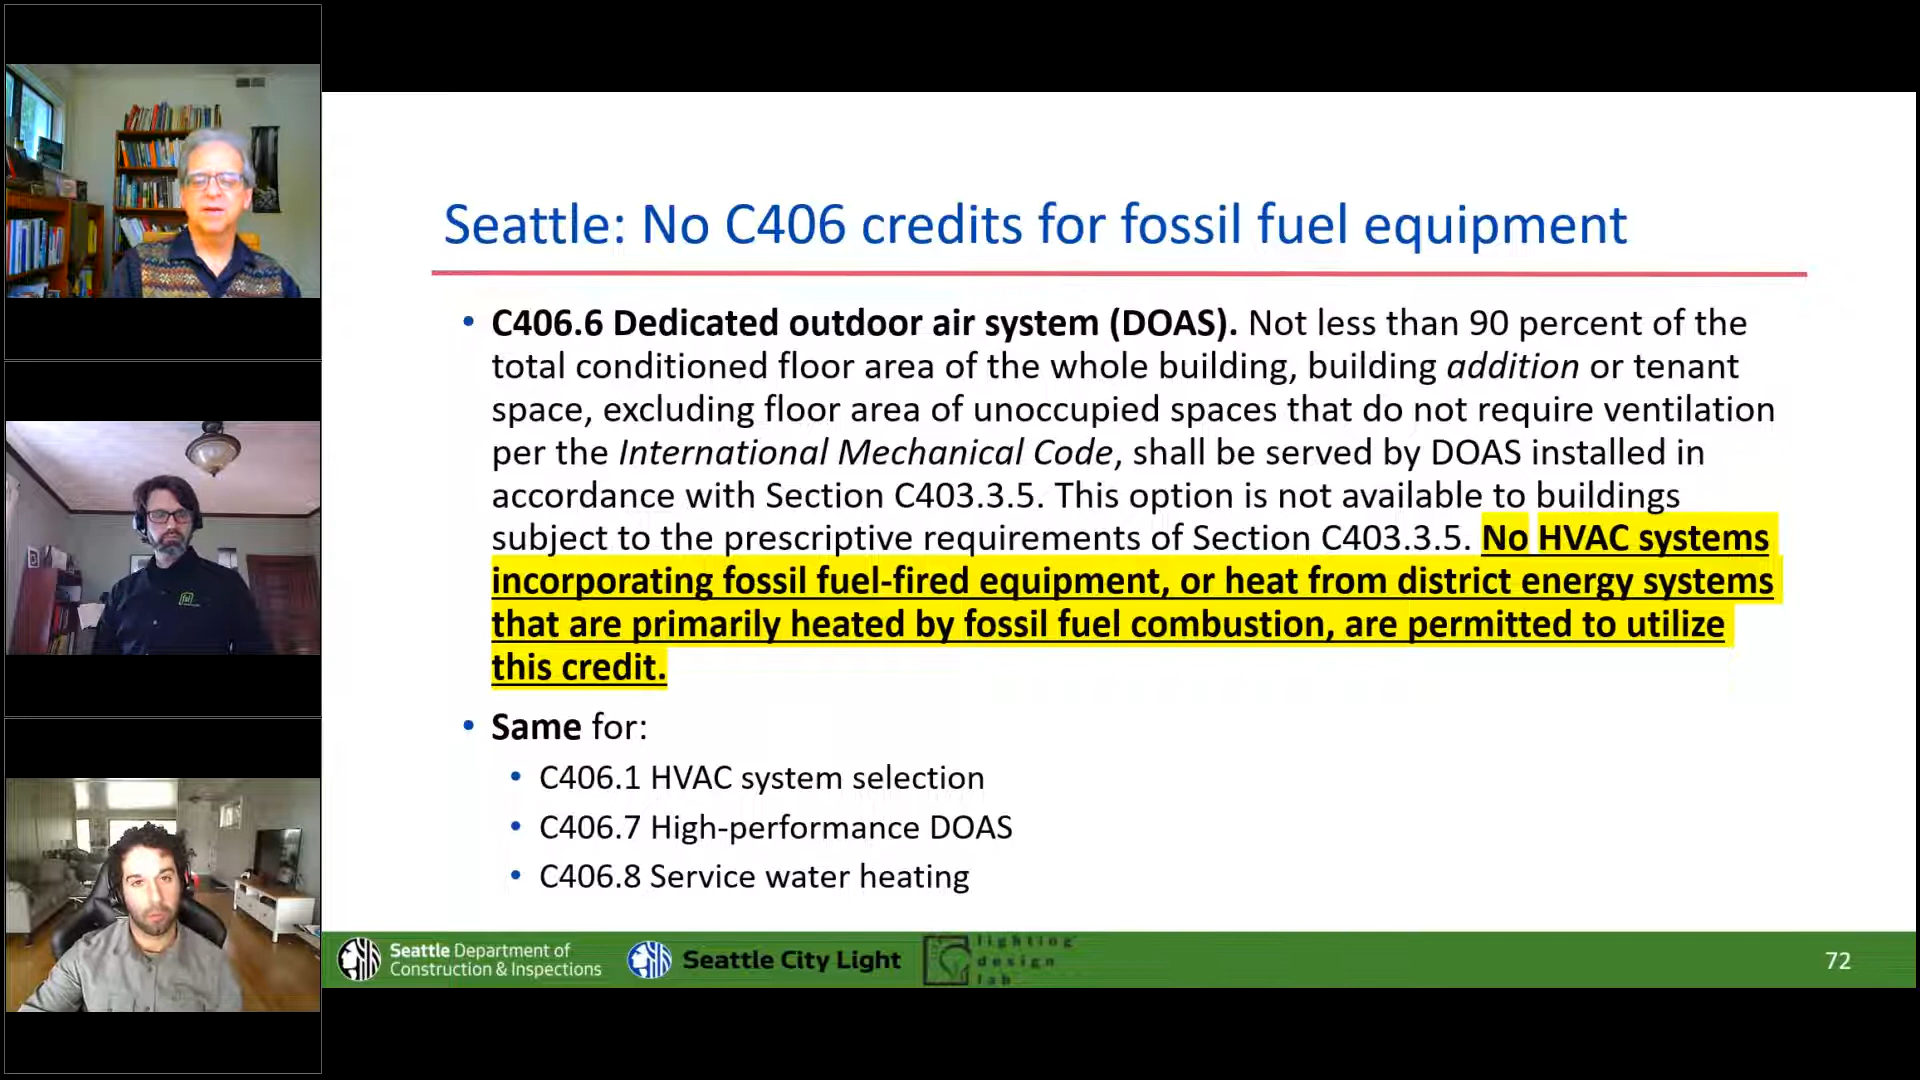 Seattle: No C406 credits for fossil fuel equipment
• C406.6 Dedicated outdoor air system (DOAS). Not less than 90 percent of the
total conditioned floor area of the whole building, building addition or tenant
space, excluding floor area of unoccupied spaces that do not require ventilation
per the International Mechanical Code, shall be served by DOAS installed in
accordance with Section C403.3.5. This option is not available to buildings
subject to the prescriptive requirements of Section C403.3.5. No HVAC systems
incorporating fossil fuel-fired equipment, or heat from district energy systems
that are primarily heated by fossil fuel combustion, are permitted to utilize
this credit.
• Same for:
• C406.1 HVAC system selection
• C406.7 High-performance DOAS
• C406.8 Service water heating
Seattle Department of
Construction & Inspections
Seattle City Light
lighting
design
lab
72